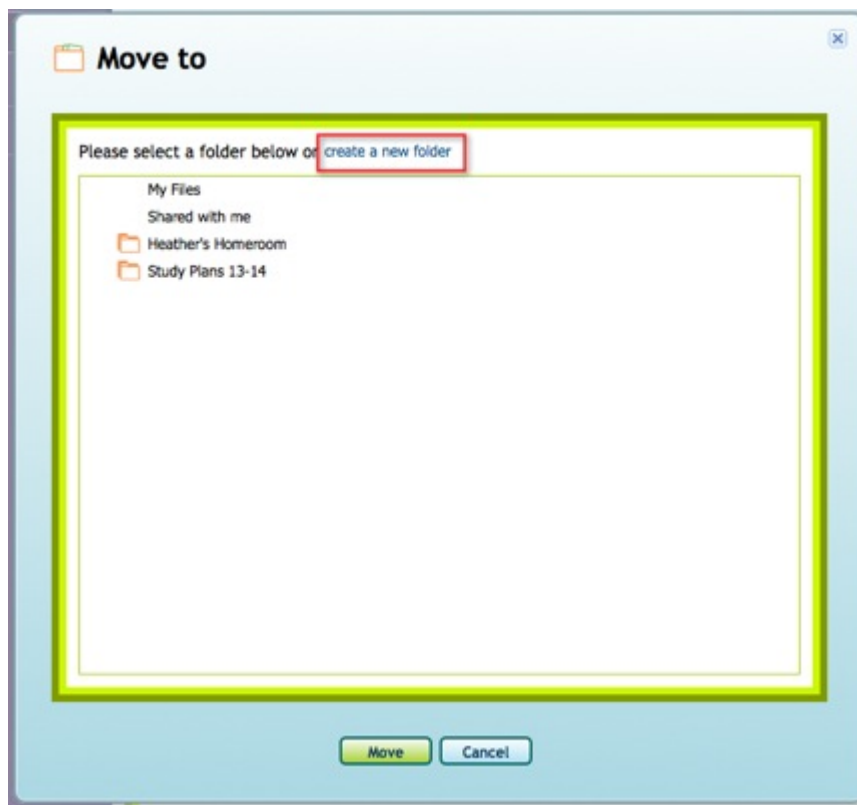 Move to
Please select a folder below or create a new folder
My Files
Shared with me
Heather's Homeroom
Study Plans 13-14
Move Cancel